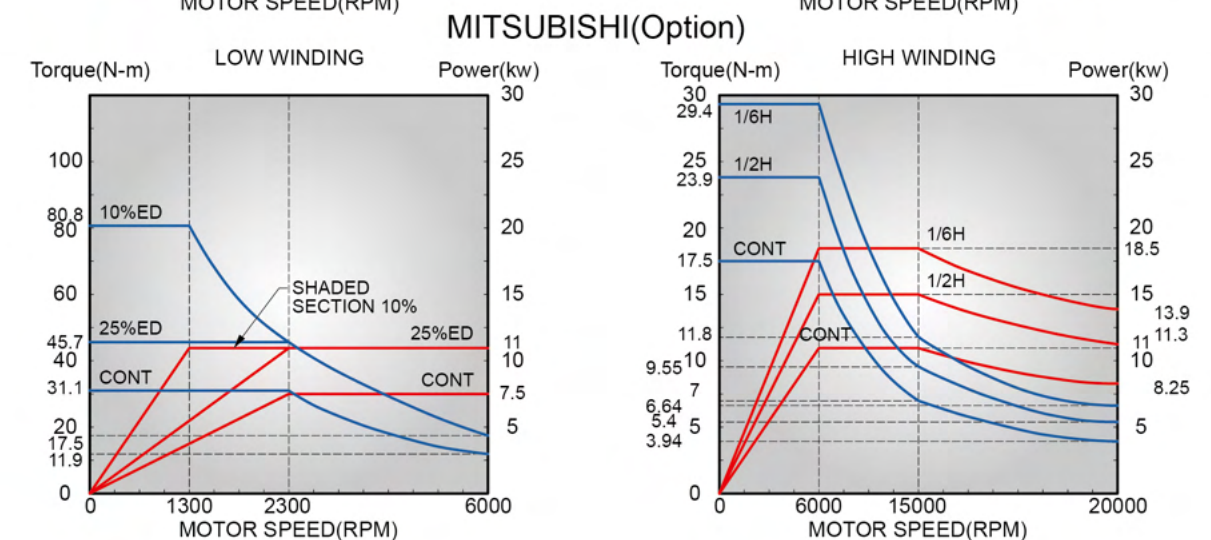 MOTOR SPEED(RPM)
MOTOR SPEED(RPM)
MITSUBISHI(Option)
LOW WINDING
Torque(N-m)
Power(kw)
100
80.8
80
60
45.7
40
31.1
20
17.5
11.9
0
10%ED
25%ED
CONT
SHADED
SECTION 10%
25%ED
CONT
30
25
20
15
11
10
7.5
5
0
1300
2300
6000
MOTOR SPEED(RPM)
HIGH WINDING
Torque(N-m)
Power(kw)
30
29.4
25
23.9
20
17.5
15
11.8
10
9.55
7
6.64
5.4
5
3.94
0
1/6H
1/2H
CONT
1/6H
1/2H
CONT
30
25
20
18.5
15
13.9
11.3
11
10
8.25
5
0
6000
15000
20000
MOTOR SPEED(RPM)